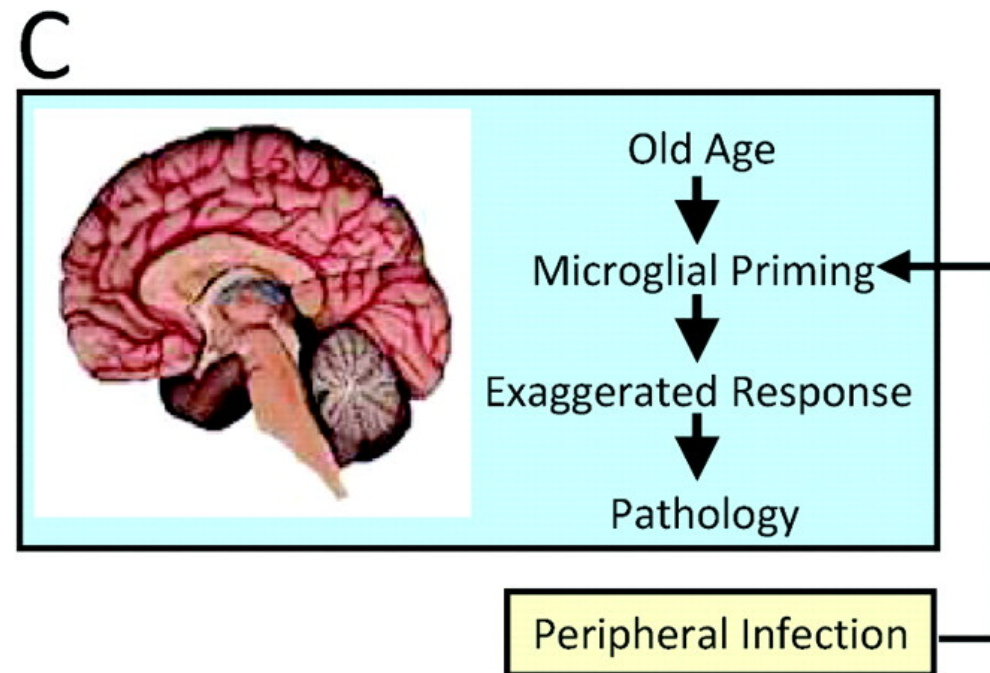 C
Old Age
Microglial Priming
Exaggerated Response
Pathology
Peripheral Infection